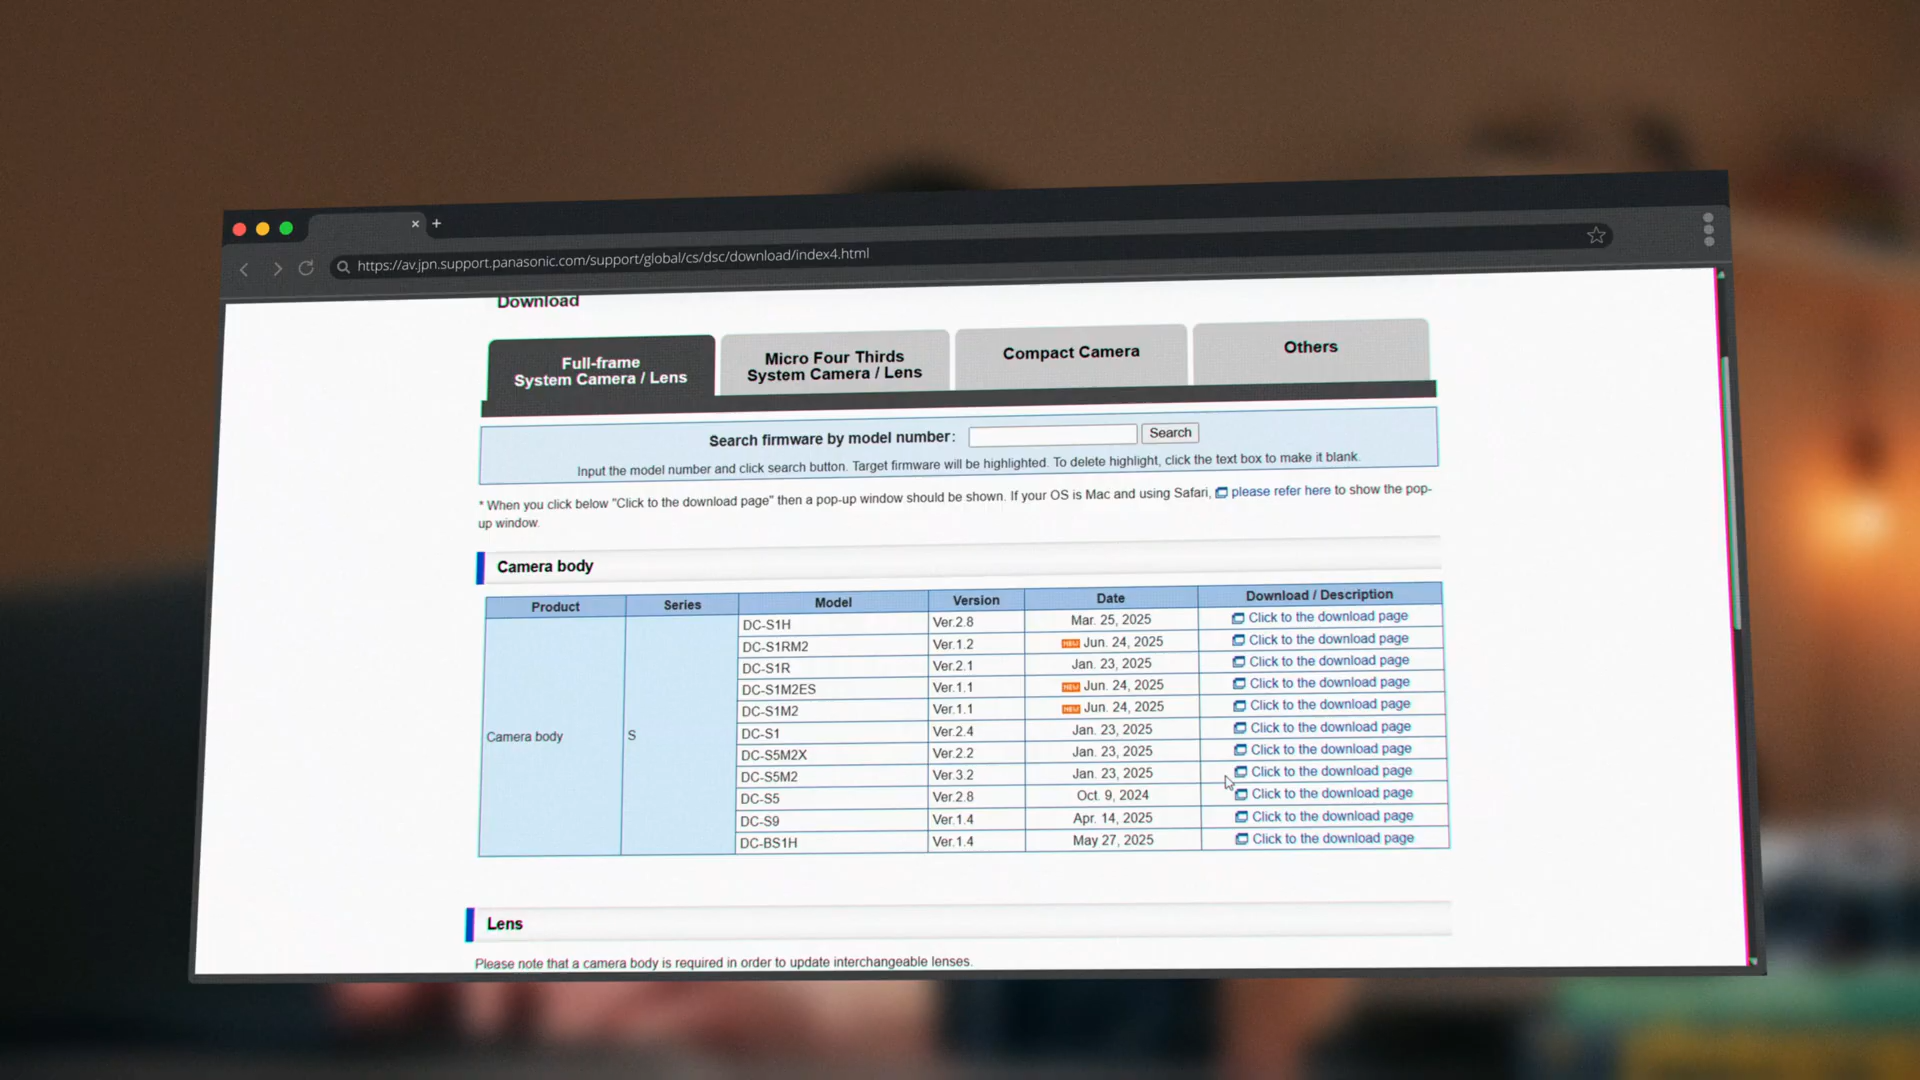 https://av.jpn.support.panasonic.com/support/global/cs/dsc/download/index4.html
Download
Full-frame
System Camera / Lens
Micro Four Thirds
System Camera / Lens
Compact Camera
Others
Search firmware by model number: Search
Input the model number and click search button. Target firmware will be highlighted. To delete highlight, click the text box to make it blank.
* When you click below "Click to the download page" then a pop-up window should be shown. If your OS is Mac and using Safari, please refer here to show the pop-
up window.
Camera body
Product Series Model Version Date Download / Description
DC-S1H Ver.2.8 Mar. 25, 2025 Click to the download page
DC-S1RM2 Ver.1.2 NEW Jun. 24, 2025 Click to the download page
DC-S1R Ver.2.1 Jan. 23, 2025 Click to the download page
DC-S1M2ES Ver.1.1 NEW Jun. 24, 2025 Click to the download page
DC-S1M2 Ver.1.1 NEW Jun. 24, 2025 Click to the download page
Camera body S DC-S1 Ver.2.4 Jan. 23, 2025 Click to the download page
DC-S5M2X Ver.2.2 Jan. 23, 2025 Click to the download page
DC-S5M2 Ver.3.2 Jan. 23, 2025 Click to the download page
DC-S5 Ver.2.8 Oct. 9, 2024 Click to the download page
DC-S9 Ver.1.4 Apr. 14, 2025 Click to the download page
DC-BS1H Ver.1.4 May 27, 2025 Click to the download page
Lens
Please note that a camera body is required in order to update interchangeable lenses.